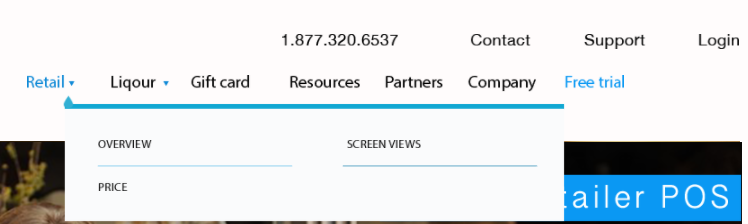 1.877.320.6537 Contact Support Login
Retail Liqour Gift card Resources Partners Company Free trial
OVERVIEW SCREEN VIEWS
PRICE
tailer POS